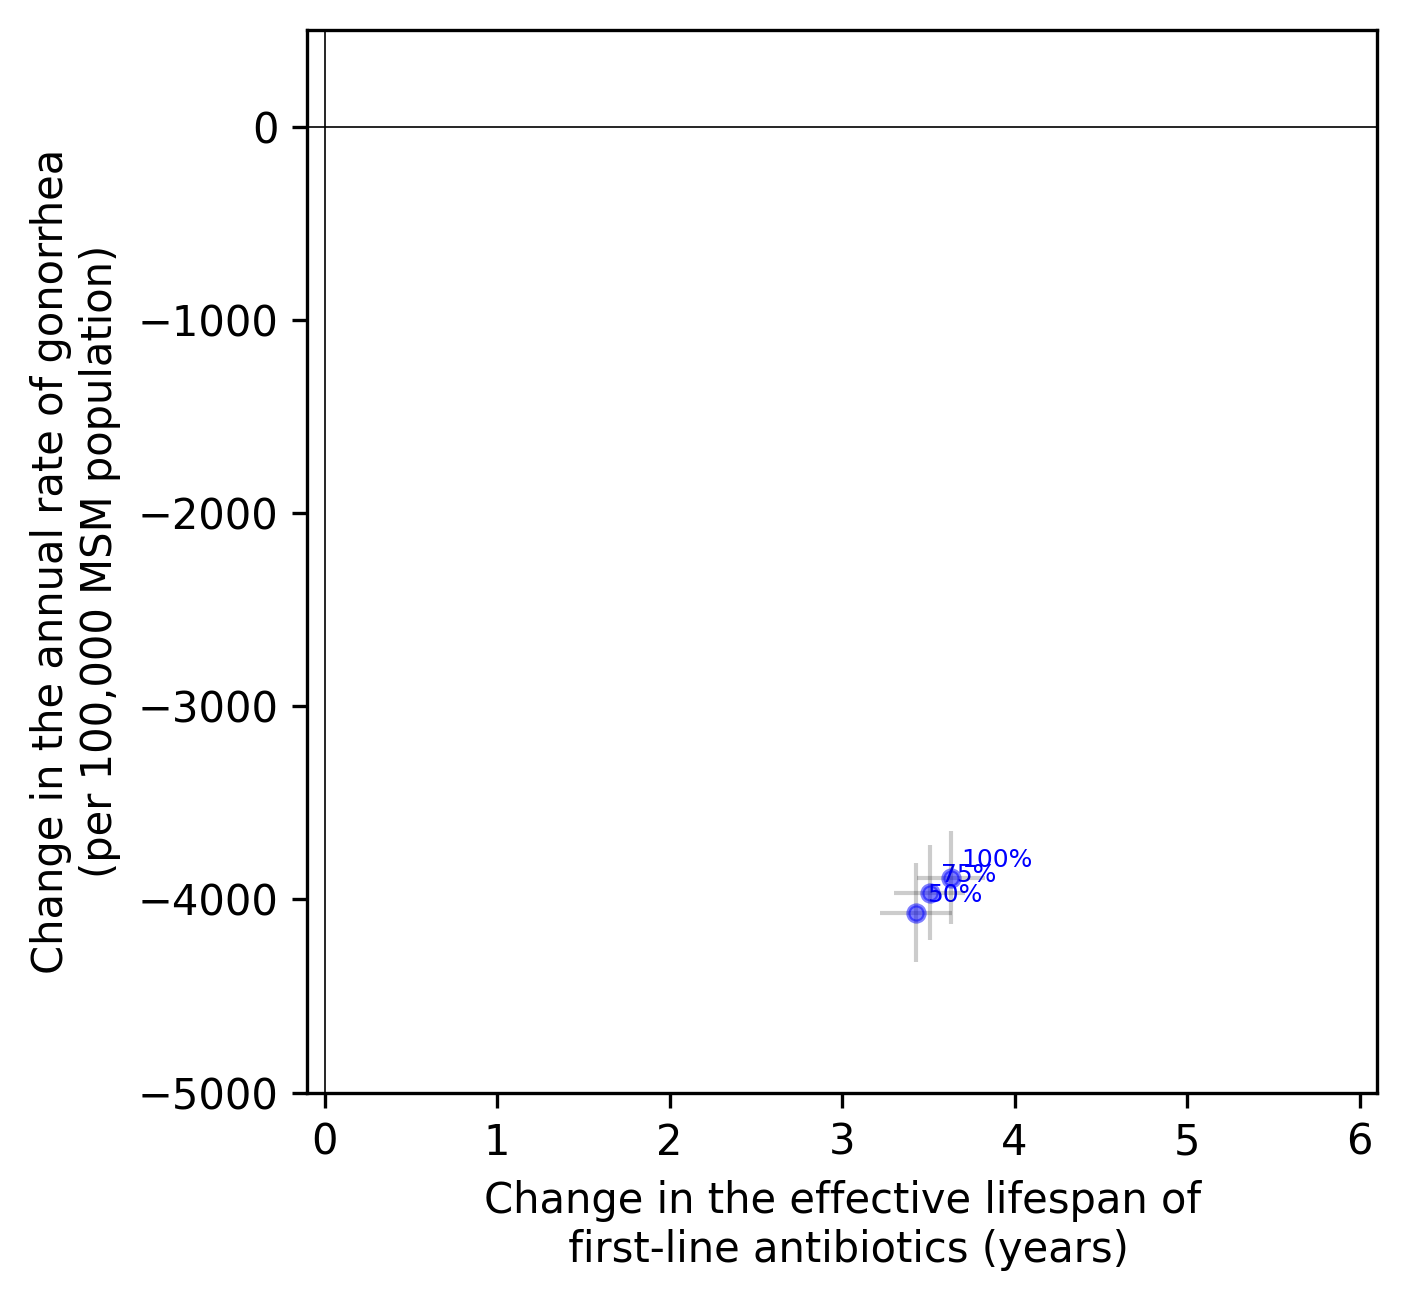 Change in the annual rate of gonorrhea
(per 100,000 MSM population)
0
−1000
−2000
−3000
−4000
−5000
100%
75%
50%
0 1 2 3 4 5 6
Change in the effective lifespan of
first-line antibiotics (years)